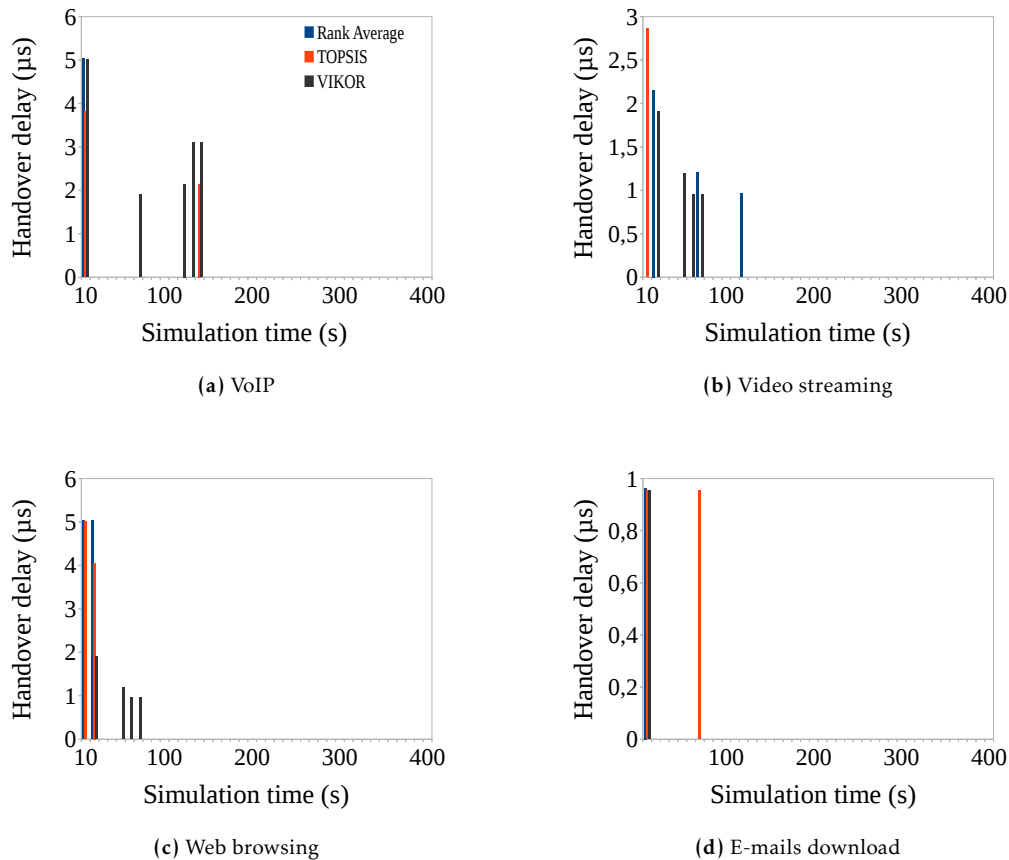 6
5
4
3
2
1
0
Handover delay (µs)
Rank Average
TOPSIS
VIKOR
10 100 200 300 400
Simulation time (s)
(a) VoIP
3
2,5
2
1,5
1
0,5
0
Handover delay (µs)
10 100 200 300 400
Simulation time (s)
(b) Video streaming
6
5
4
3
2
1
0
Handover delay (µs)
10 100 200 300 400
Simulation time (s)
(c) Web browsing
1
0,8
0,6
0,4
0,2
0
Handover delay (µs)
100 200 300 400
Simulation time (s)
(d) E-mails download